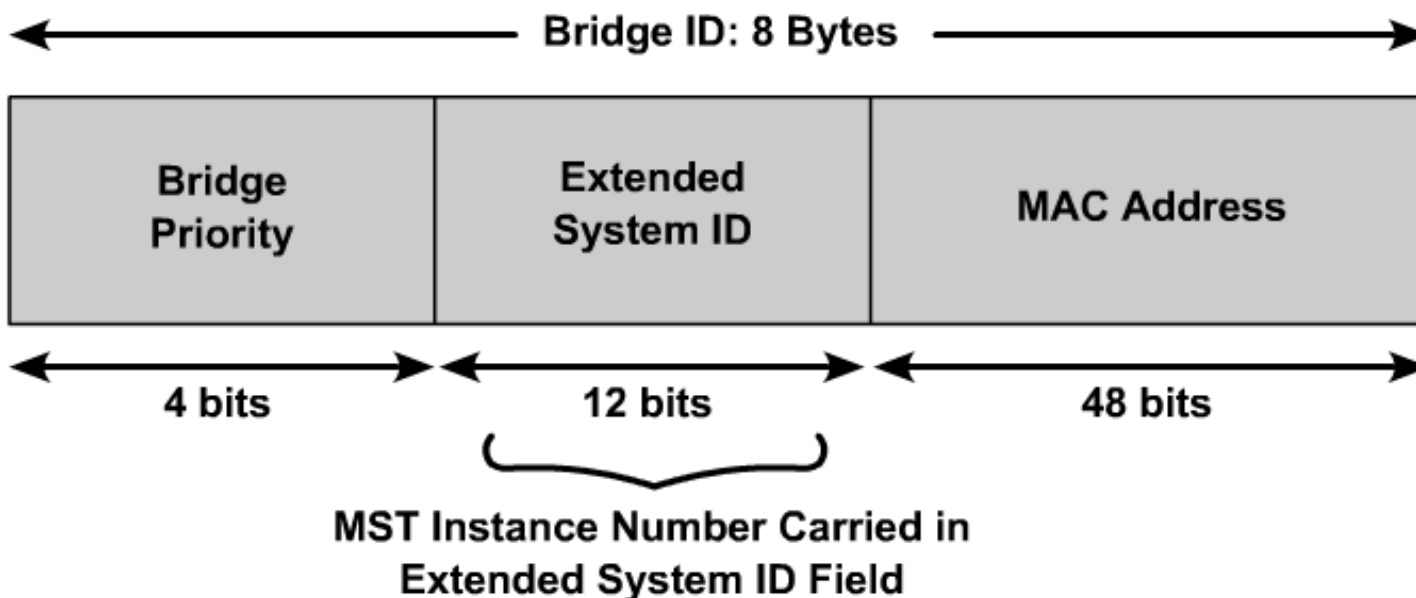 Bridge ID: 8 Bytes
Bridge
Priority
Extended
System ID
MAC Address
4 bits
12 bits
48 bits
MST Instance Number Carried in
Extended System ID Field